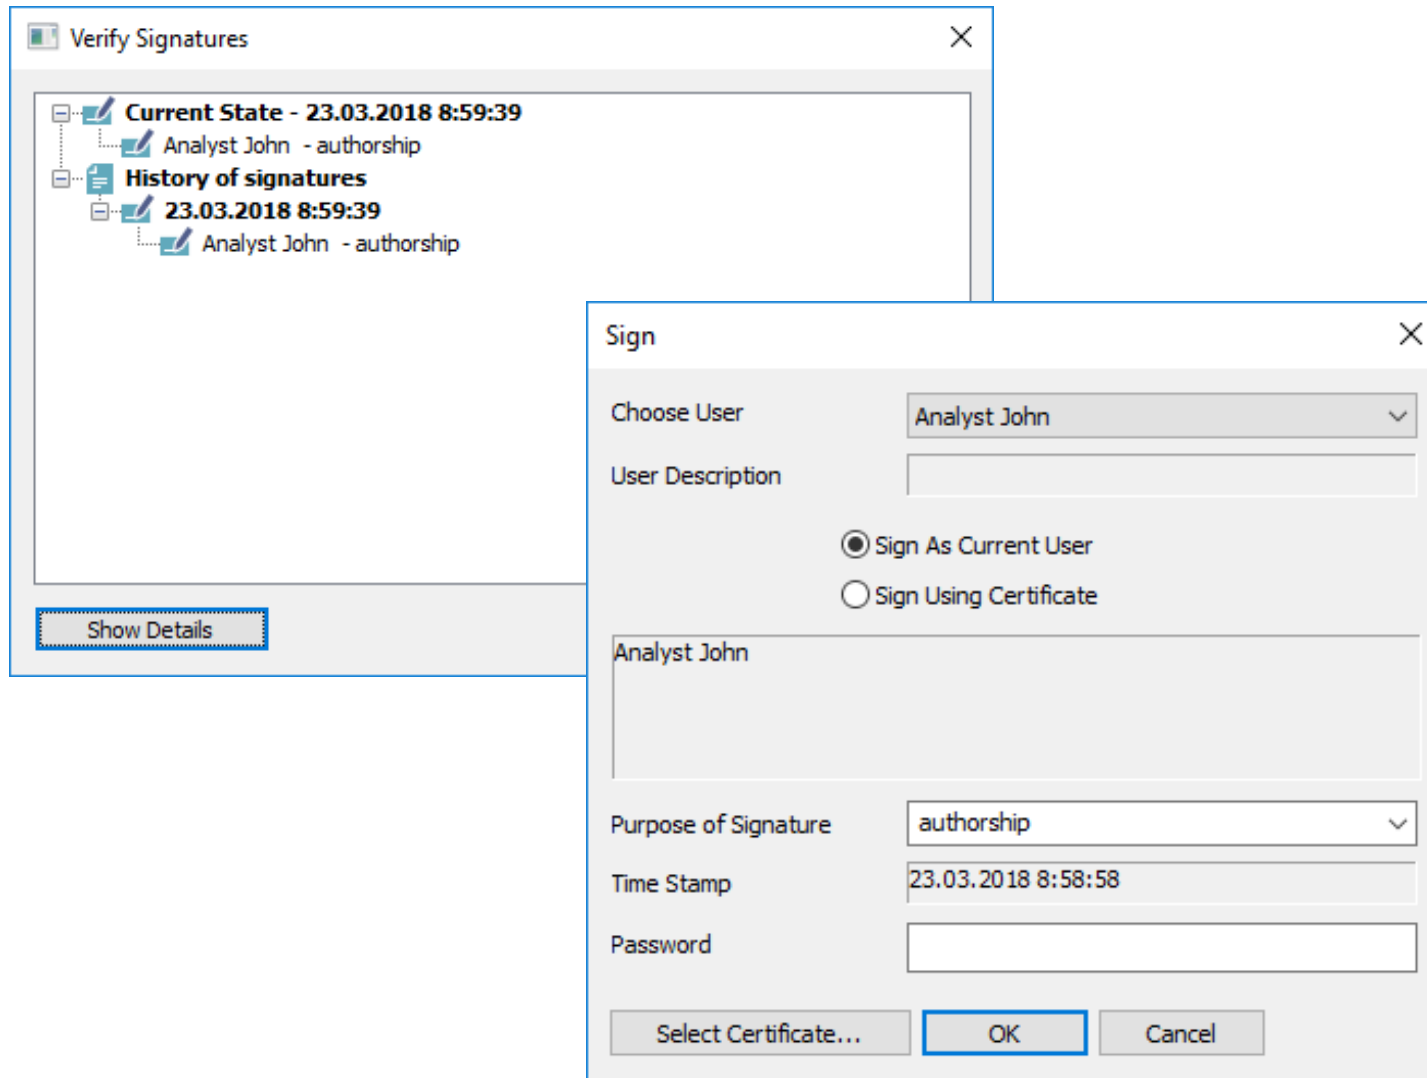 Verify Signatures
Current State - 23.03.2018 8:59:39
Analyst John - authorship
History of signatures
23.03.2018 8:59:39
Analyst John - authorship
Show Details
Sign
Choose User
Analyst John
User Description
Sign As Current User
Sign Using Certificate
Analyst John
Purpose of Signature
authorship
Time Stamp
23.03.2018 8:58:58
Password
Select Certificate...
OK
Cancel